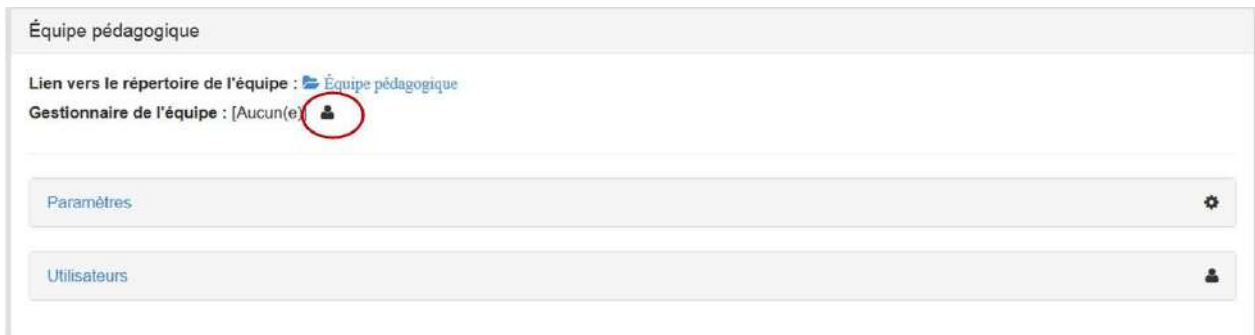 Équipe pédagogique
Lien vers le répertoire de l'équipe : Équipe pédagogique
Gestionnaire de l'équipe : [Aucun(e)]
Paramètres
Utilisateurs